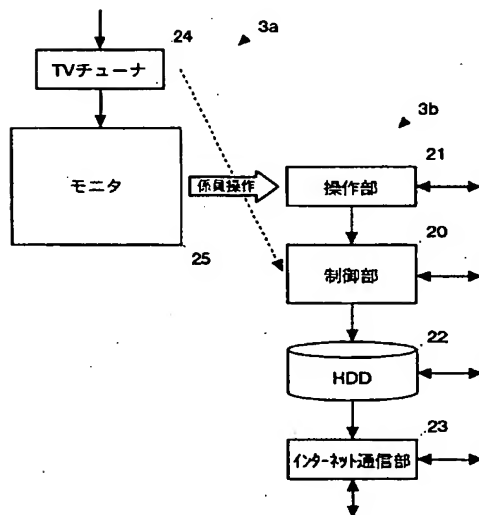 24
3a
TVチューナ
3b
21
モニタ
係員操作
操作部
20
25
制御部
22
HDD
23
インターネット通信部